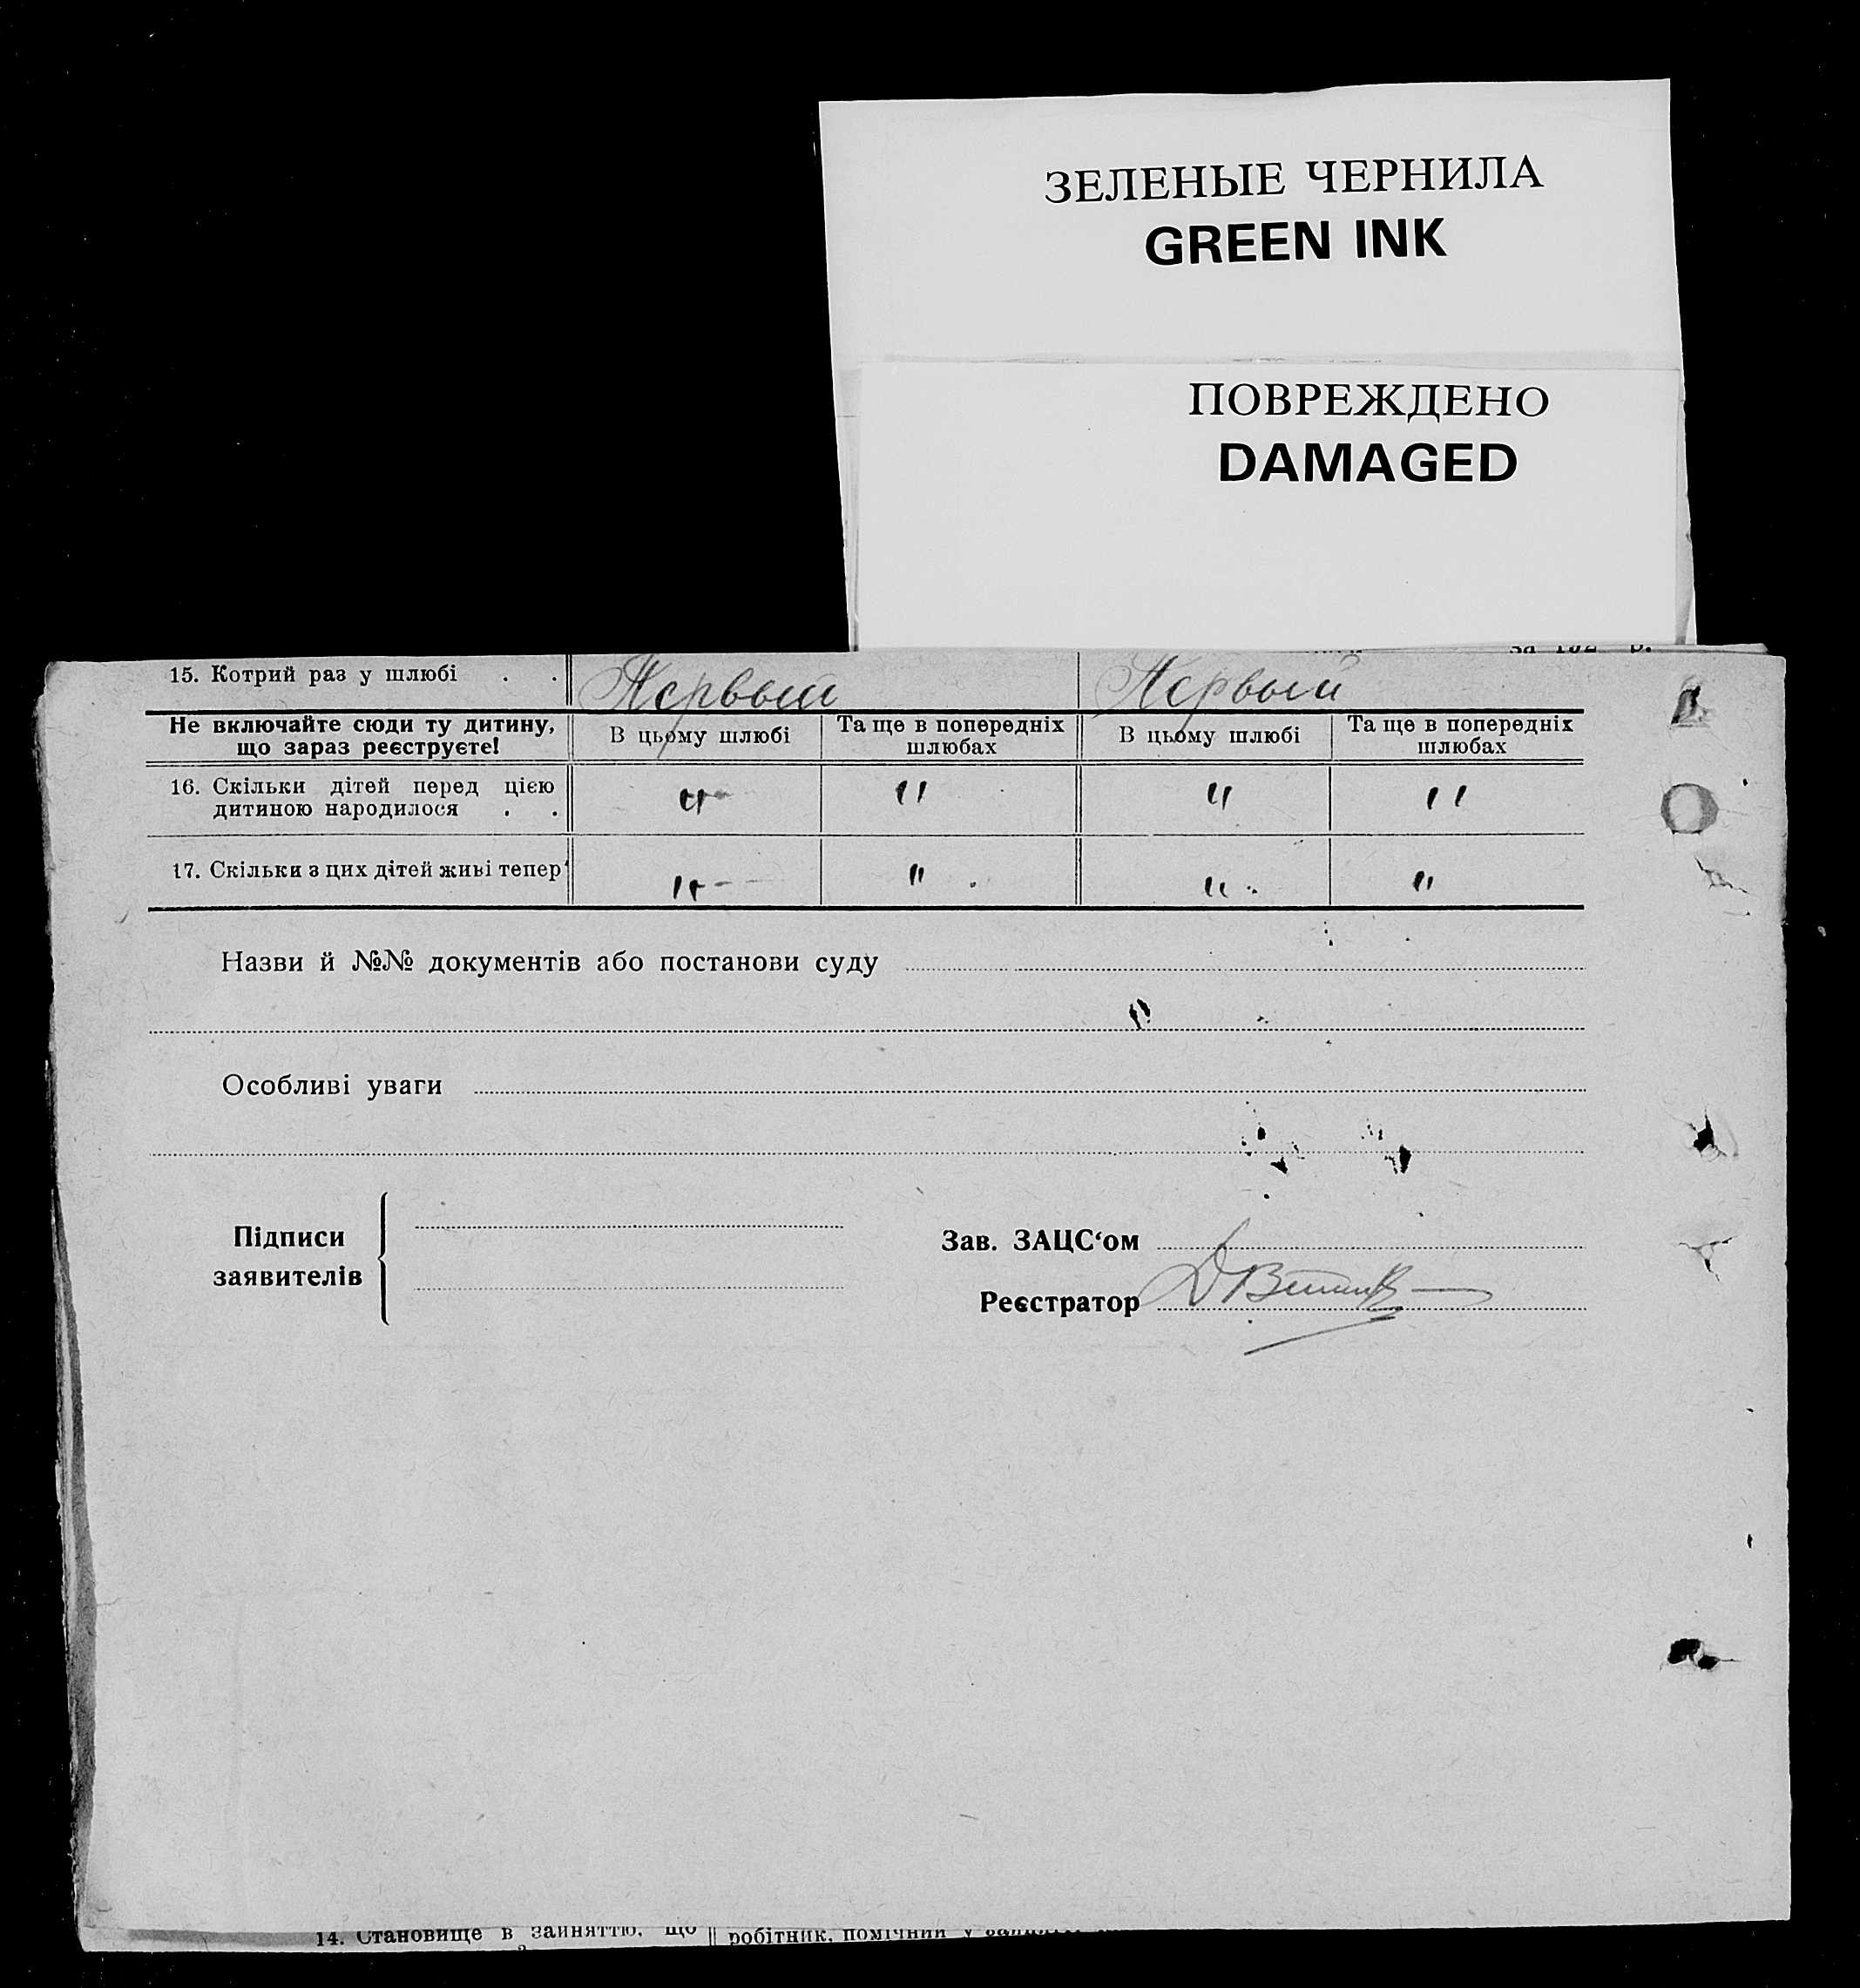 ЗЕЛЕНЫЕ ЧЕРНИЛА
GREEN INK
ПОВРЕЖДЕНО
DAMAGED
15. Котрий раз у шлюбі . . Первый Первый
Не включайте сюди ту дитину, що зараз реєструєте! В цьому шлюбі Та ще в попередніх шлюбах В цьому шлюбі Та ще в попередніх шлюбах
16. Скільки дітей перед цією
дитиною народилося . . " " " "
17. Скільки з цих дітей живі тепер " " " "
Назви й №№ документів або постанови суду
Особливі уваги
Підписи
заявителів
Зав. ЗАЦС‘ом
Реєстратор
14. Становище в занятτю, що робітник, помічний у